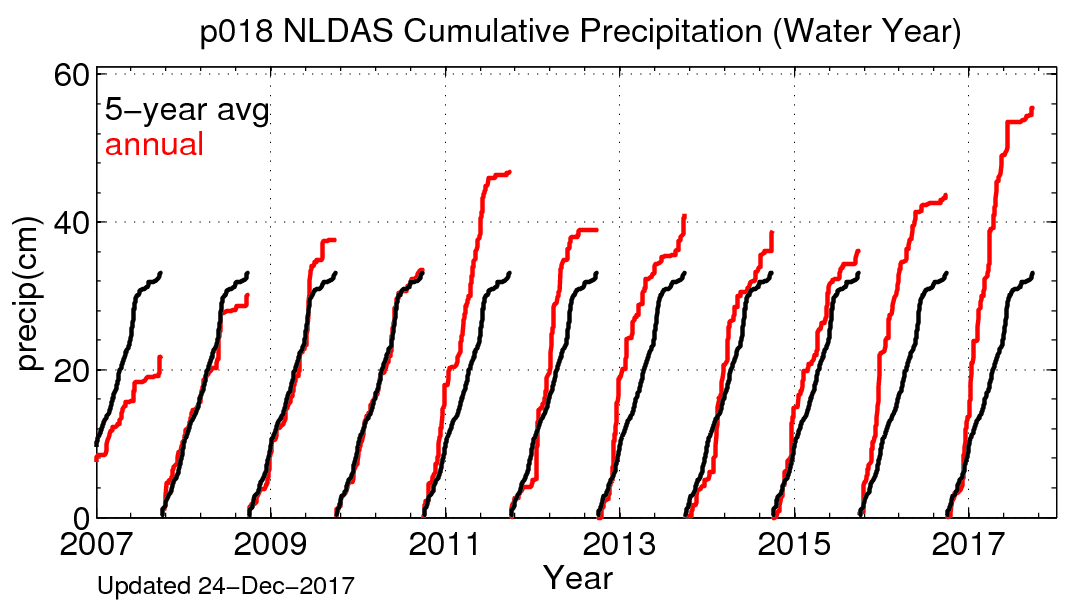 p018 NLDAS Cumulative Precipitation (Water Year)
60
5−year avg
annual
40
precip(cm)
20
0
2007 2009 2011 2013 2015 2017
Year
Updated 24−Dec−2017